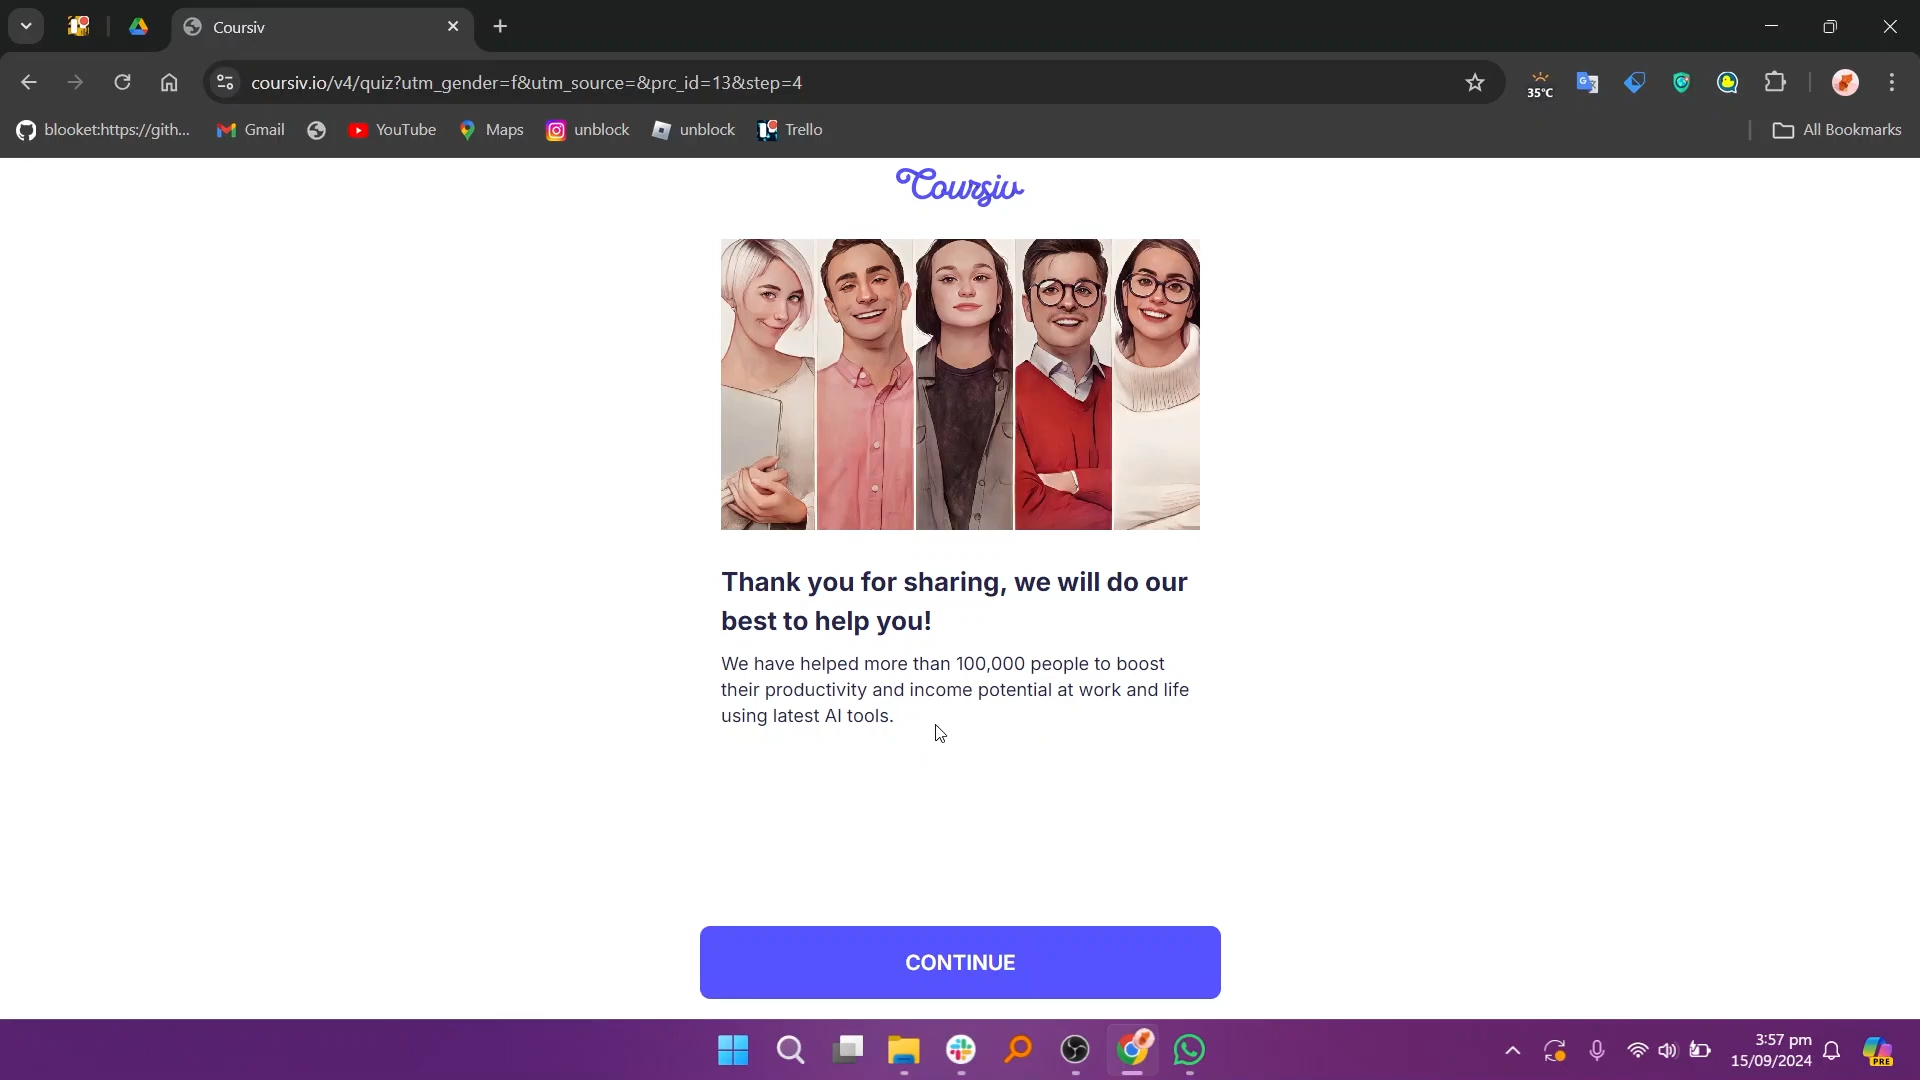 Coursiv
coursiv.io/v4/quiz?utm_gender=f&utm_source=&prc_id=13&step=4
35°C
blooket:https://gith...
Gmail
YouTube
Maps
unblock
unblock
Trello
All Bookmarks
Coursiv
Thank you for sharing, we will do our
best to help you!
We have helped more than 100,000 people to boost
their productivity and income potential at work and life
using latest AI tools.
CONTINUE
3:57 pm
15/09/2024
PRE